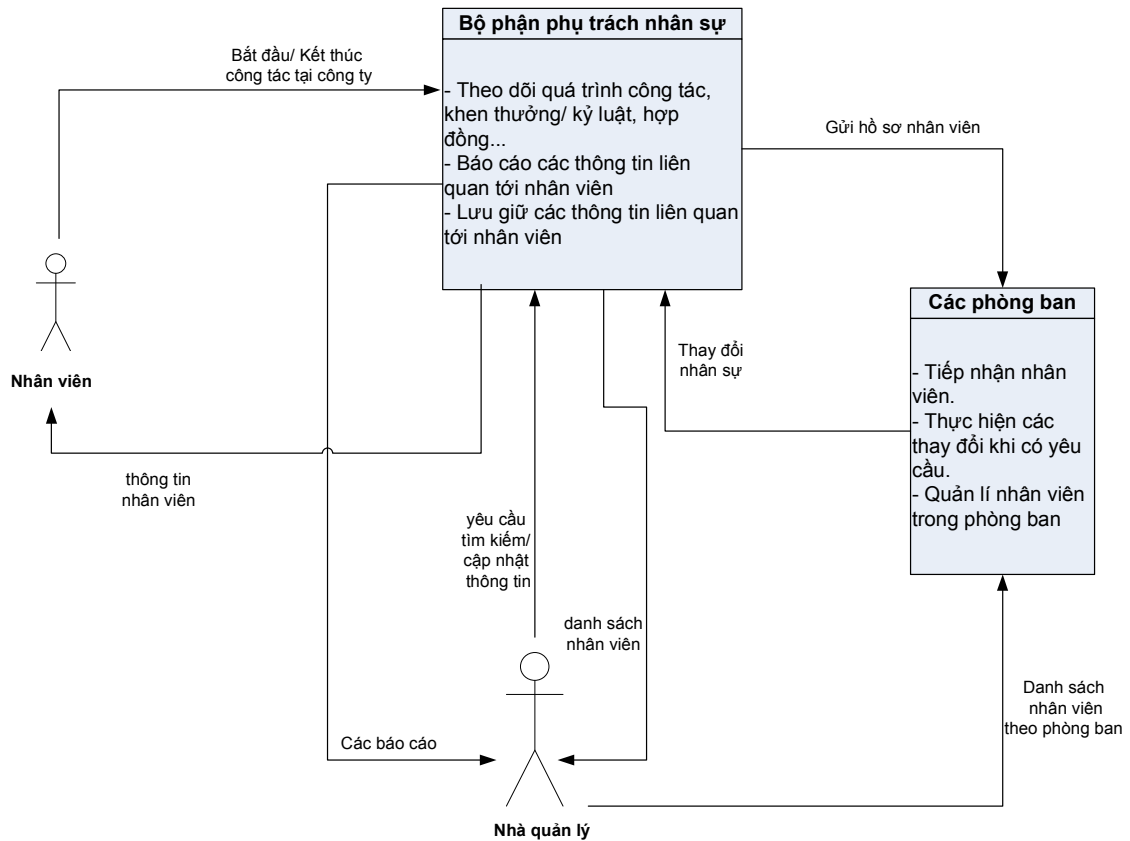 Bộ phận phụ trách nhân sự
Bắt đầu/ Kết thúc
công tác tại công ty
- Theo dõi quá trình công tác,
khen thưởng/ kỷ luật, hợp
đồng...
- Báo cáo các thông tin liên
quan tới nhân viên
- Lưu giữ các thông tin liên quan
tới nhân viên
Gửi hồ sơ nhân viên
Các phòng ban
- Tiếp nhận nhân
viên.
- Thực hiện các
thay đổi khi có yêu
cầu.
- Quản lí nhân viên
trong phòng ban
Thay đổi
nhân sự
Nhân viên
thông tin
nhân viên
yêu cầu
tìm kiếm/
cập nhật
thông tin
danh sách
nhân viên
Danh sách
nhân viên
theo phòng ban
Các báo cáo
Nhà quản lý